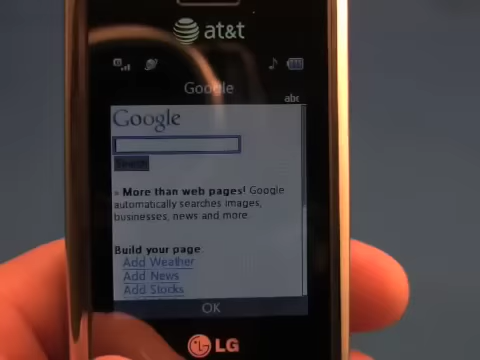 at&t
Google
abc
Google
Search
» More than web pages! Google
automatically searches images,
businesses, news and more.
Build your page.
Add Weather
Add News
Add Stocks
OK
LG